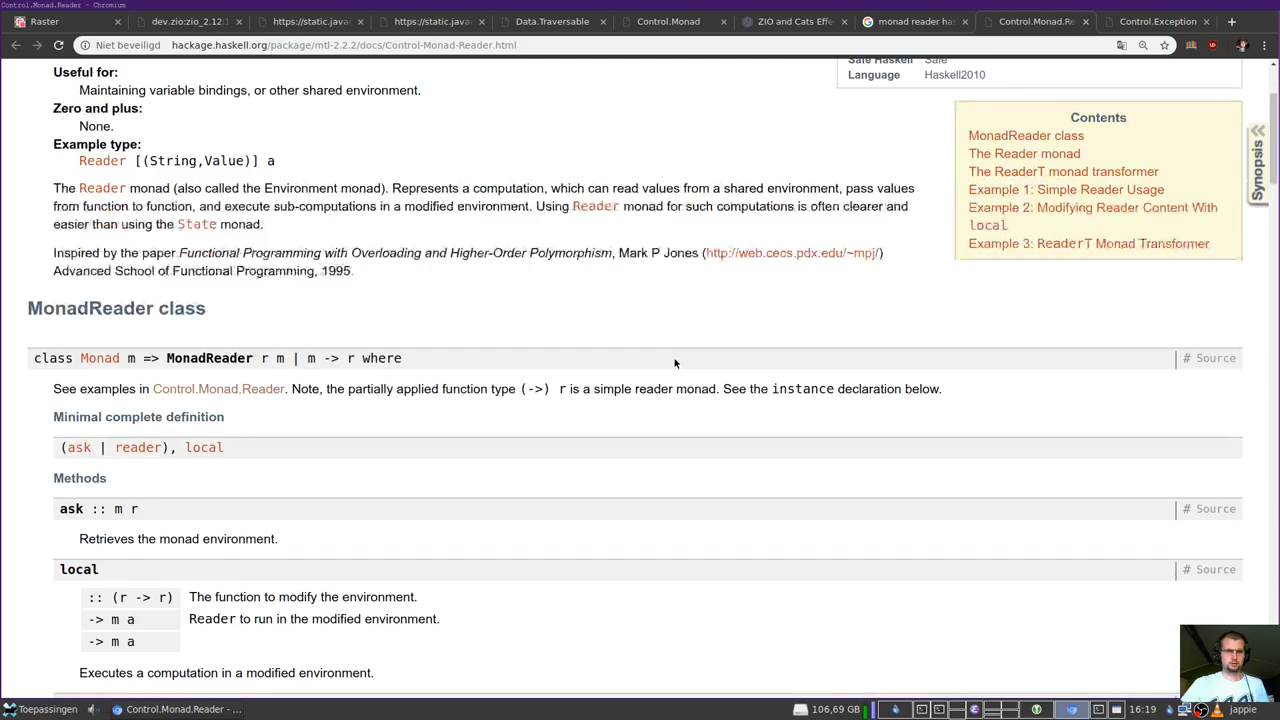 Control.Monad.Reader - Chromium
Raster
dev.zio:zio_2.12:1
https://static.javas
https://static.javas
Data.Traversable
Control.Monad
ZIO and Cats Effe
monad reader has
Control.Monad.Re
Control.Exception
Niet beveiligd
hackage.haskell.org/package/mtl-2.2.2/docs/Control-Monad-Reader.html
Safe Haskell Safe
Language Haskell2010
Useful for:
Maintaining variable bindings, or other shared environment.
Zero and plus:
None.
Example type:
Reader [(String,Value)] a
Contents
MonadReader class
The Reader monad
The ReaderT monad transformer
Example 1: Simple Reader Usage
Example 2: Modifying Reader Content With
local
Example 3: ReaderT Monad Transformer
Synopsis
The Reader monad (also called the Environment monad). Represents a computation, which can read values from a shared environment, pass values
from function to function, and execute sub-computations in a modified environment. Using Reader monad for such computations is often clearer and
easier than using the State monad.
Inspired by the paper Functional Programming with Overloading and Higher-Order Polymorphism, Mark P Jones (http://web.cecs.pdx.edu/~mpj/)
Advanced School of Functional Programming, 1995.
MonadReader class
class Monad m => MonadReader r m | m -> r where
# Source
See examples in Control.Monad.Reader. Note, the partially applied function type (->) r is a simple reader monad. See the instance declaration below.
Minimal complete definition
(ask | reader), local
Methods
ask :: m r
# Source
Retrieves the monad environment.
local
# Source
:: (r -> r) The function to modify the environment.
-> m a Reader to run in the modified environment.
-> m a
Executes a computation in a modified environment.
Toepassingen
Control.Monad.Reader - ...
106,69 GB
16:19
jappie